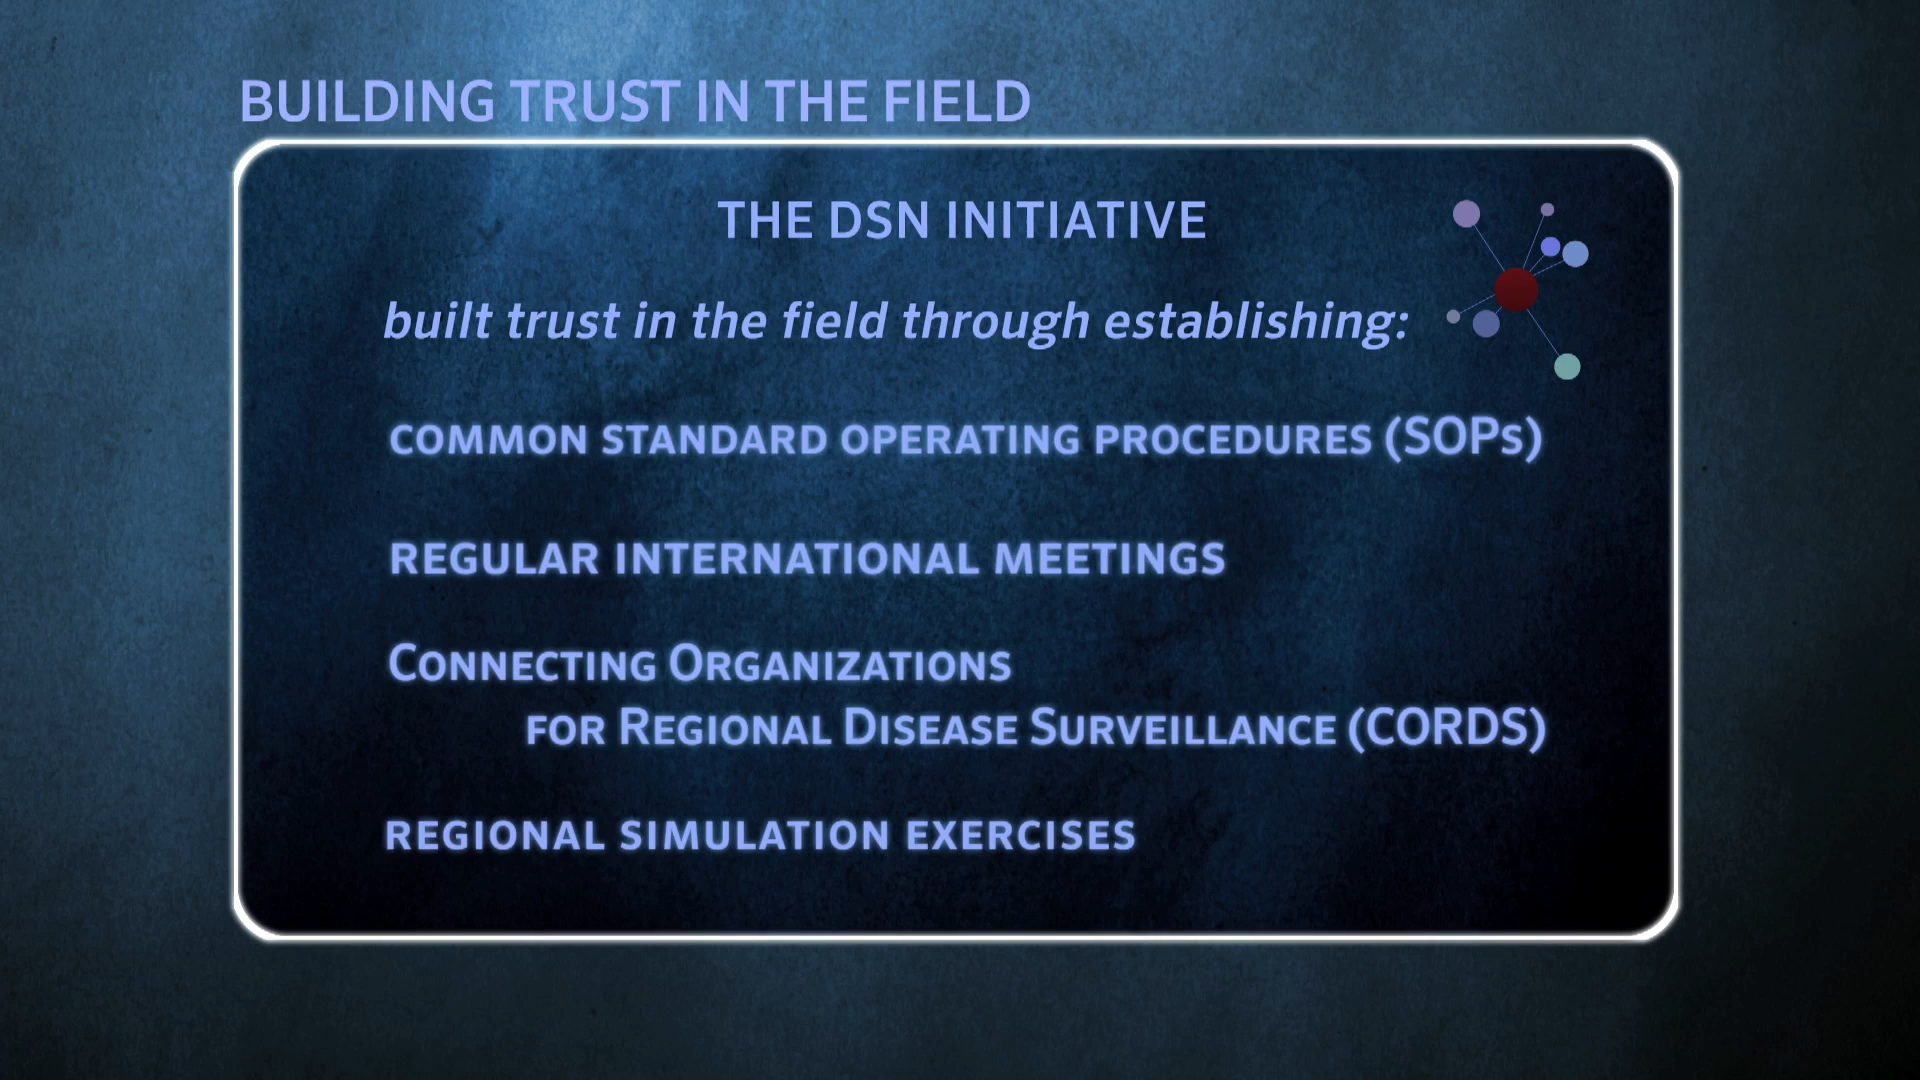 BUILDING TRUST IN THE FIELD
THE DSN INITIATIVE
built trust in the field through establishing:
COMMON STANDARD OPERATING PROCEDURES (SOPs)
REGULAR INTERNATIONAL MEETINGS
CONNECTING ORGANIZATIONS
FOR REGIONAL DISEASE SURVEILLANCE (CORDS)
REGIONAL SIMULATION EXERCISES